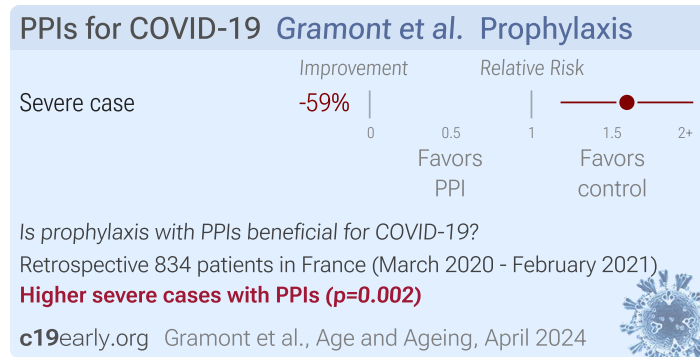 PPIs for COVID-19 Gramont et al. Prophylaxis
Improvement Relative Risk
Severe case -59%
0 0.5 1 1.5 2+
Favors PPI Favors control
Is prophylaxis with PPIs beneficial for COVID-19?
Retrospective 834 patients in France (March 2020 - February 2021)
Higher severe cases with PPIs (p=0.002)
c19early.org Gramont et al., Age and Ageing, April 2024